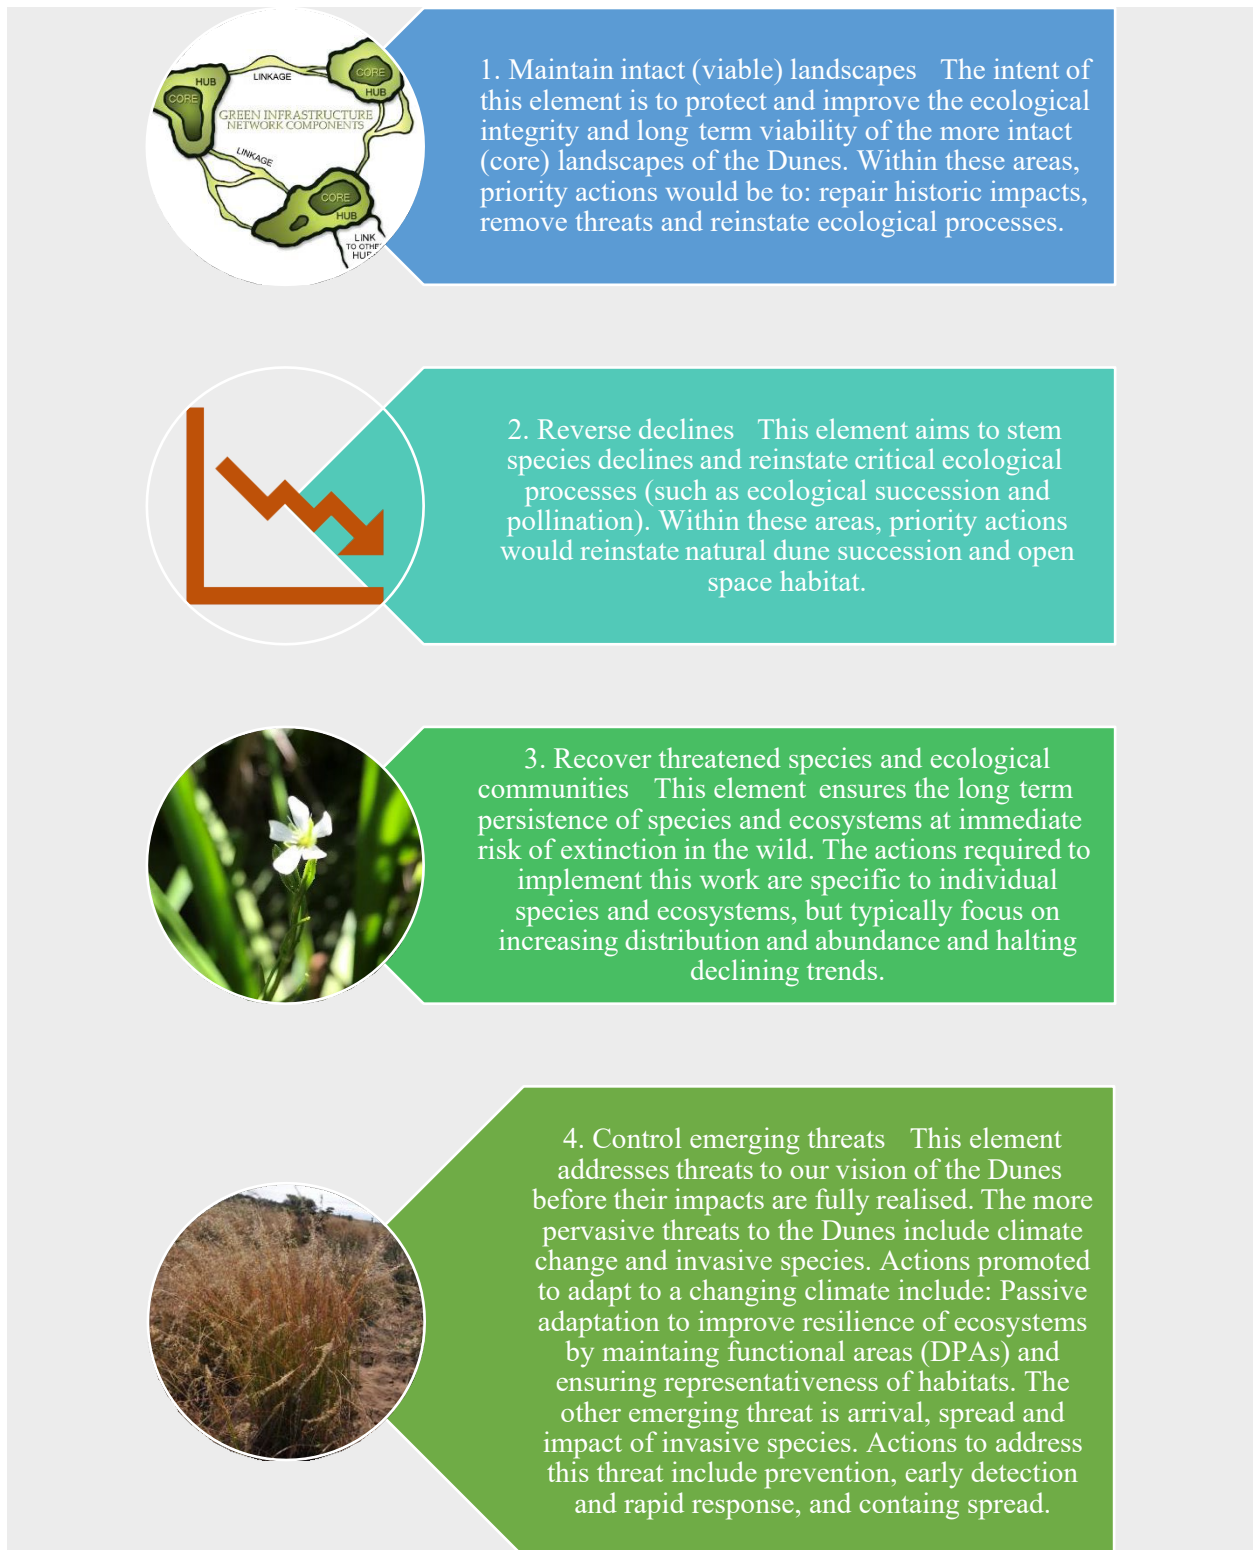 HUB
LINKAGE
CORE
HUB
CORE
GREEN INFRASTRUCTURE
NETWORK COMPONENTS
LINKAGE
CORE
HUB
LINK
TO OTHE
HUB
1. Maintain intact (viable) landscapes The intent of
this element is to protect and improve the ecological
integrity and long term viability of the more intact
(core) landscapes of the Dunes. Within these areas,
priority actions would be to: repair historic impacts,
remove threats and reinstate ecological processes.
2. Reverse declines This element aims to stem
species declines and reinstate critical ecological
processes (such as ecological succession and
pollination). Within these areas, priority actions
would reinstate natural dune succession and open
space habitat.
3. Recover threatened species and ecological
communities This element ensures the long term
persistence of species and ecosystems at immediate
risk of extinction in the wild. The actions required to
implement this work are specific to individual
species and ecosystems, but typically focus on
increasing distribution and abundance and halting
declining trends.
4. Control emerging threats This element
addresses threats to our vision of the Dunes
before their impacts are fully realised. The more
pervasive threats to the Dunes include climate
change and invasive species. Actions promoted
to adapt to a changing climate include: Passive
adaptation to improve resilience of ecosystems
by maintaing functional areas (DPAs) and
ensuring representativeness of habitats. The
other emerging threat is arrival, spread and
impact of invasive species. Actions to address
this threat include prevention, early detection
and rapid response, and containg spread.